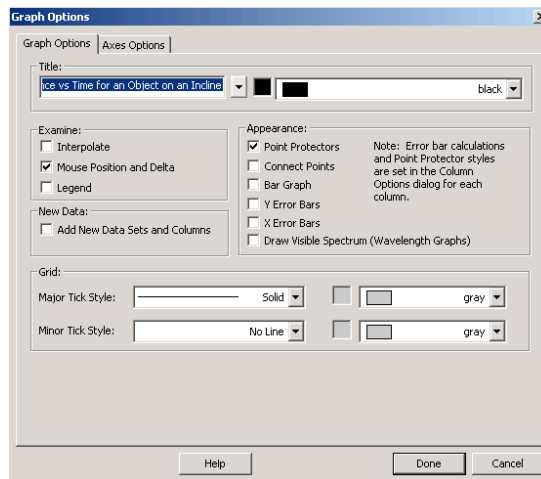 Graph Options
Graph Options Axes Options
Title:
ce vs Time for an Object on an Incline
black
Examine:
Interpolate
Mouse Position and Delta
Legend
New Data:
Add New Data Sets and Columns
Appearance:
Point Protectors
Connect Points
Bar Graph
Y Error Bars
X Error Bars
Draw Visible Spectrum (Wavelength Graphs)
Note: Error bar calculations
and Point Protector styles
are set in the Column
Options dialog for each
column.
Grid:
Major Tick Style: Solid gray
Minor Tick Style: No Line gray
Help Done Cancel